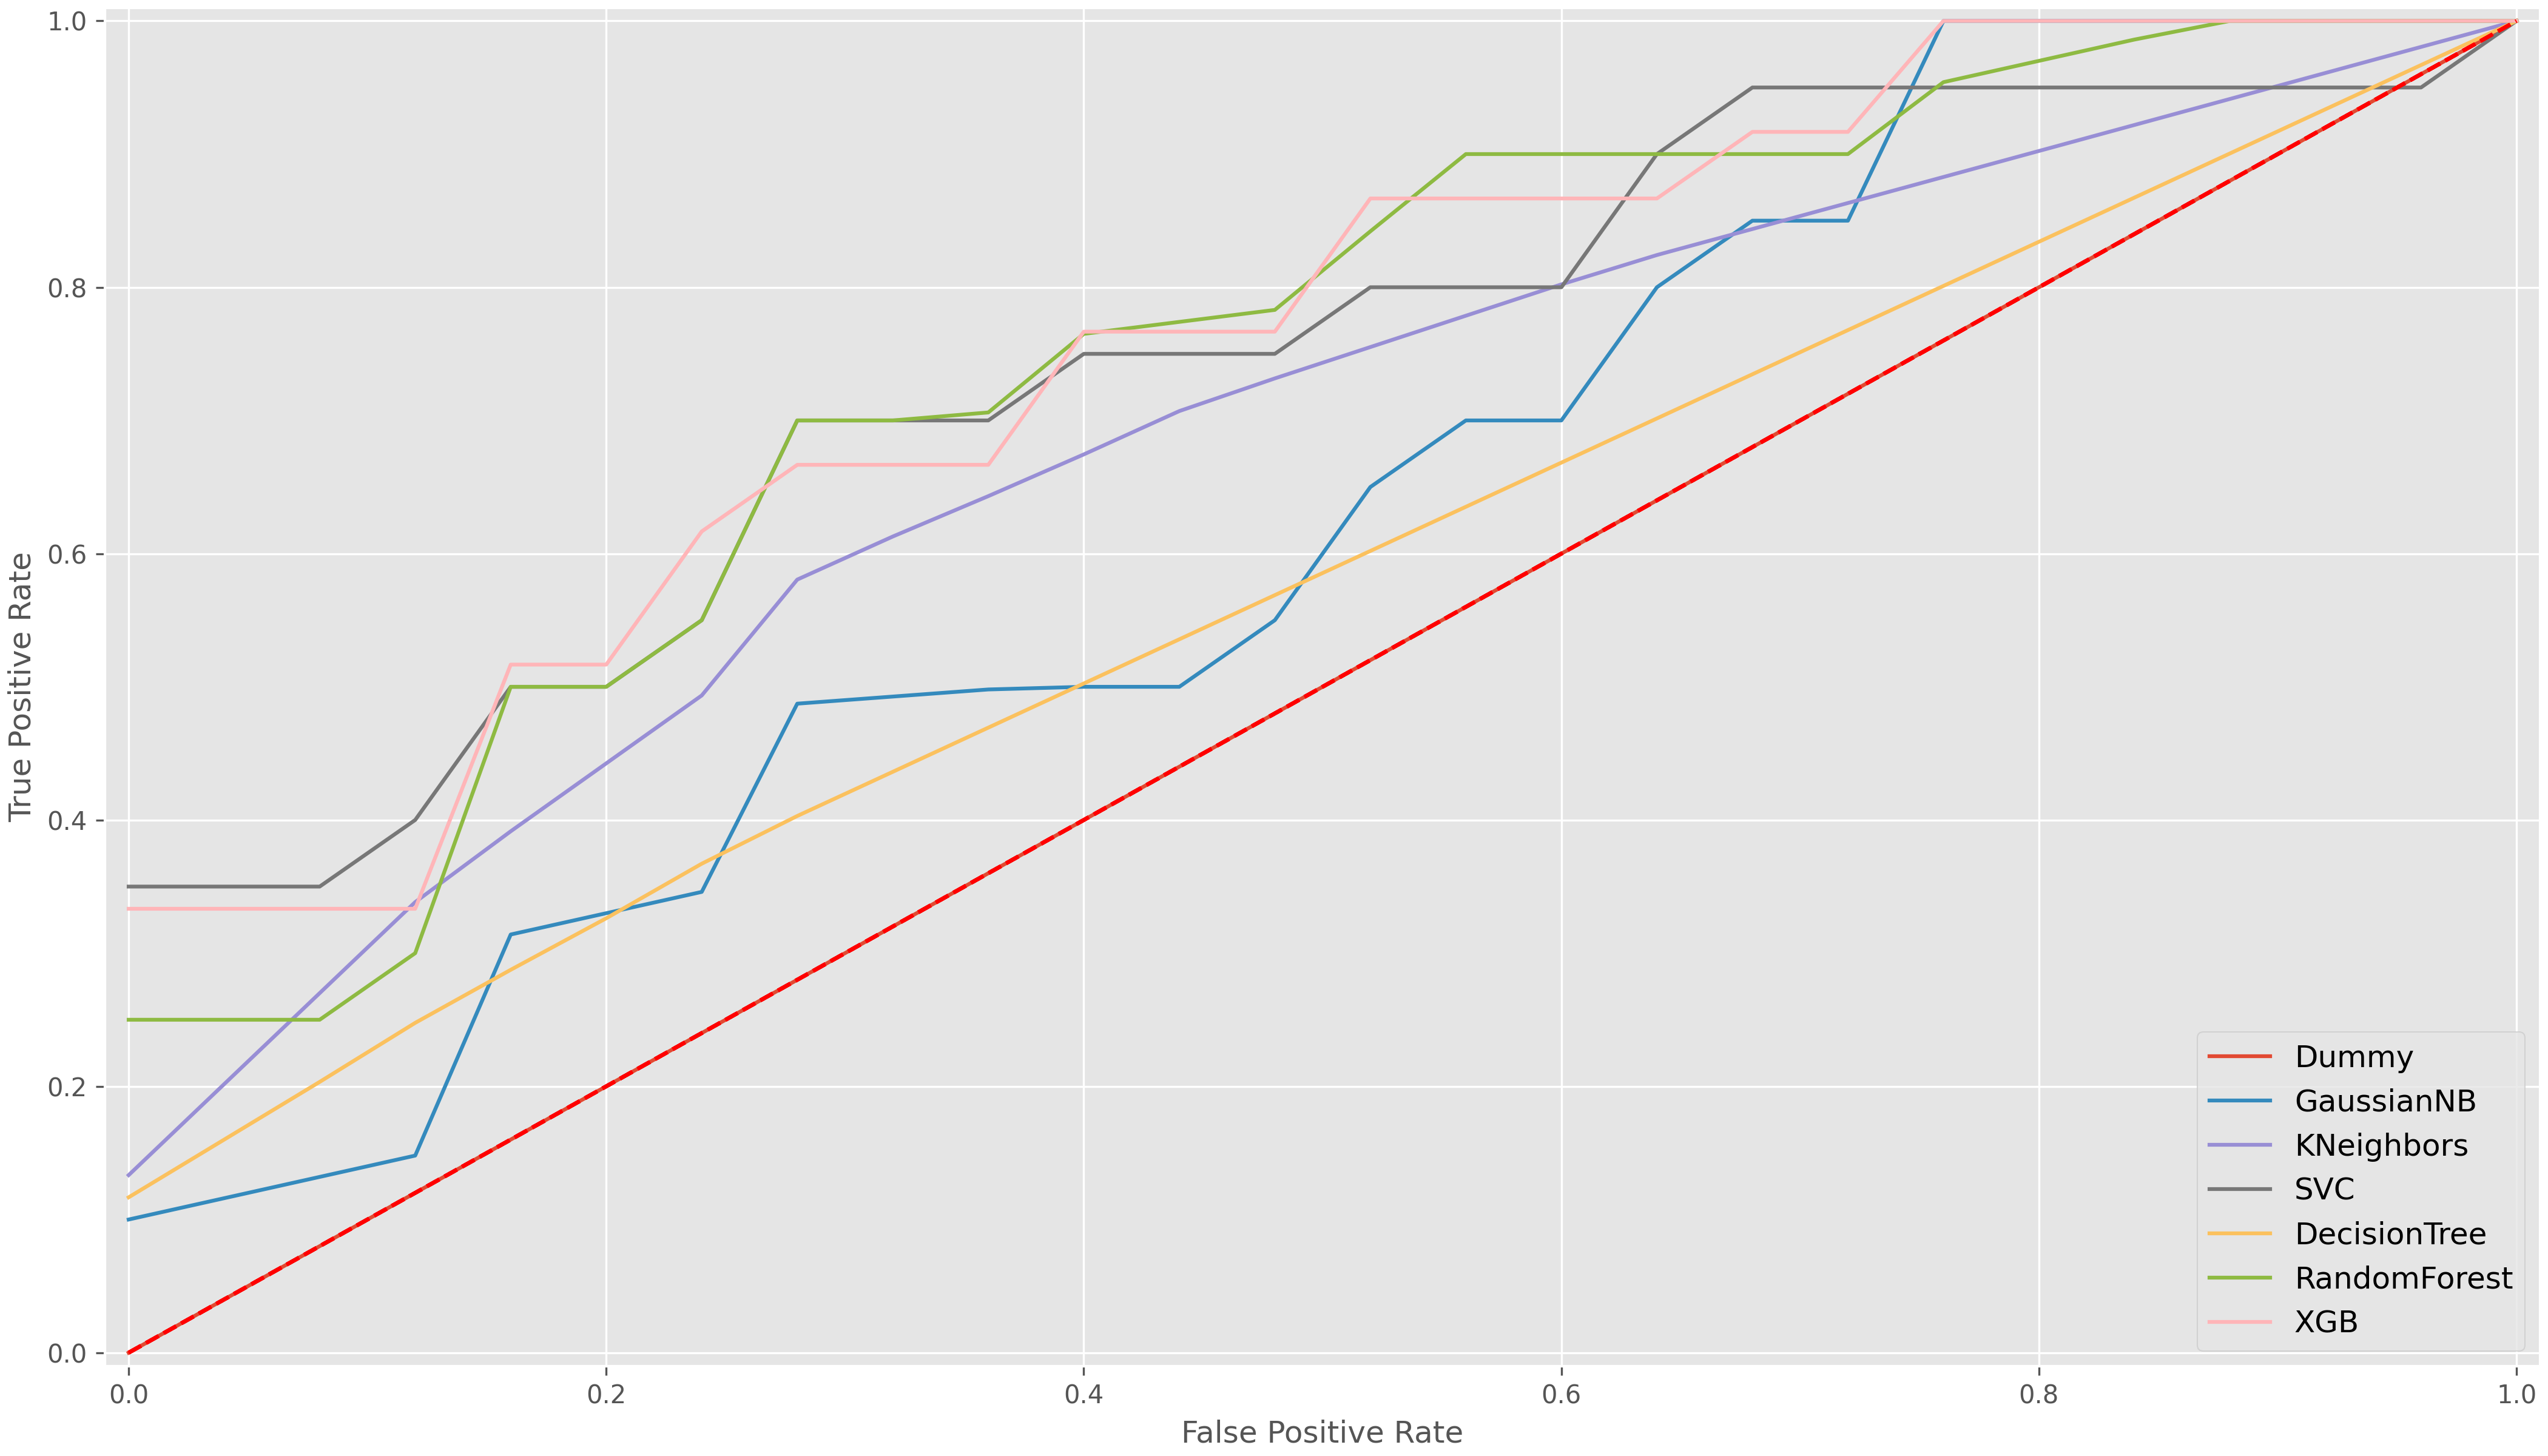 1.0
0.8
0.6
0.4
0.2
0.0
True Positive Rate
0.0 0.2 0.4 0.6 0.8 1.0
False Positive Rate
Dummy
GaussianNB
KNeighbors
SVC
DecisionTree
RandomForest
XGB